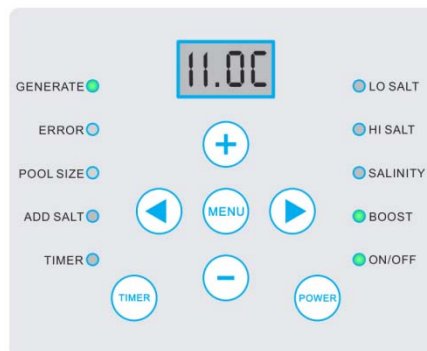 11.0C
GENERATE
LO SALT
ERROR
HI SALT
+
POOL SIZE
SALINITY
MENU
ADD SALT
BOOST
TIMER
ON/OFF
−
TIMER
POWER